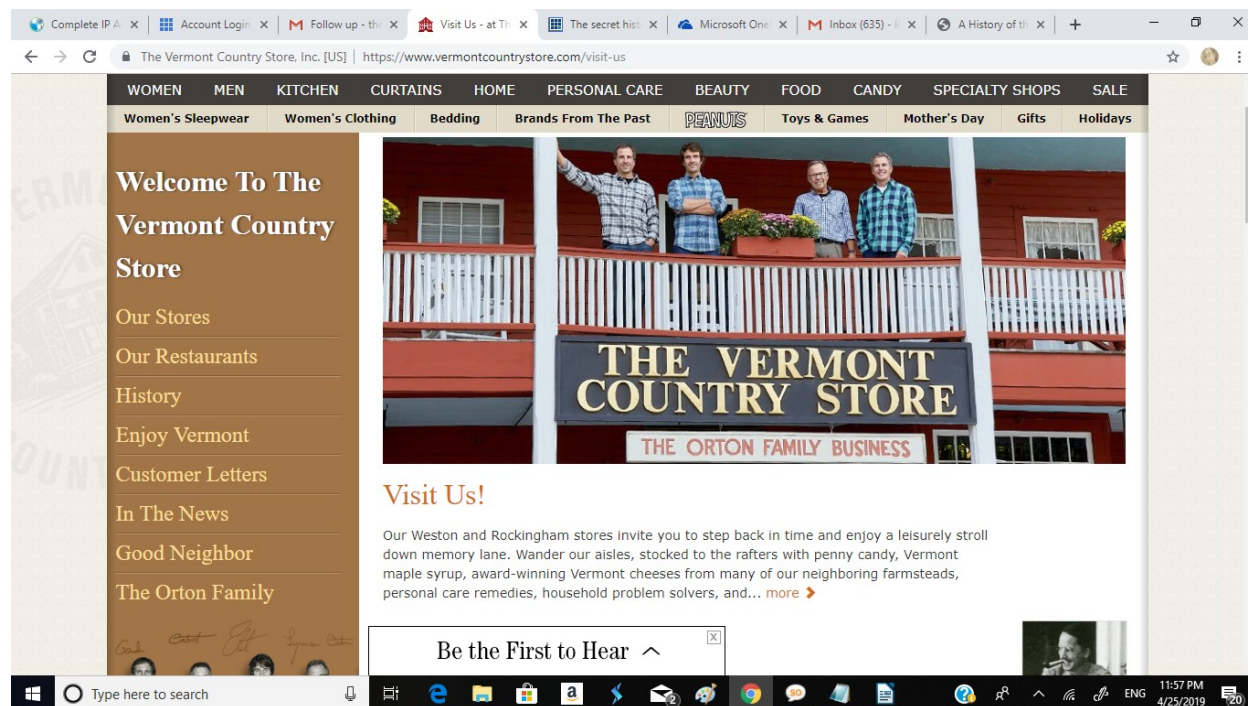 Complete IP A
Account Login
Follow up - the
Visit Us - at Th
The secret hist
Microsoft One
Inbox (635) - l
A History of th
The Vermont Country Store, Inc. [US] | https://www.vermontcountrystore.com/visit-us
WOMEN MEN KITCHEN CURTAINS HOME PERSONAL CARE BEAUTY FOOD CANDY SPECIALTY SHOPS SALE
Women's Sleepwear Women's Clothing Bedding Brands From The Past PEANUTS Toys & Games Mother's Day Gifts Holidays
Welcome To The
Vermont Country
Store
Our Stores
Our Restaurants
History
Enjoy Vermont
Customer Letters
In The News
Good Neighbor
The Orton Family
THE VERMONT
COUNTRY STORE
THE ORTON FAMILY BUSINESS
Visit Us!
Our Weston and Rockingham stores invite you to step back in time and enjoy a leisurely stroll
down memory lane. Wander our aisles, stocked to the rafters with penny candy, Vermont
maple syrup, award-winning Vermont cheeses from many of our neighboring farmsteads,
personal care remedies, household problem solvers, and... more
Be the First to Hear
X
Type here to search
ENG
11:57 PM
4/25/2019
20